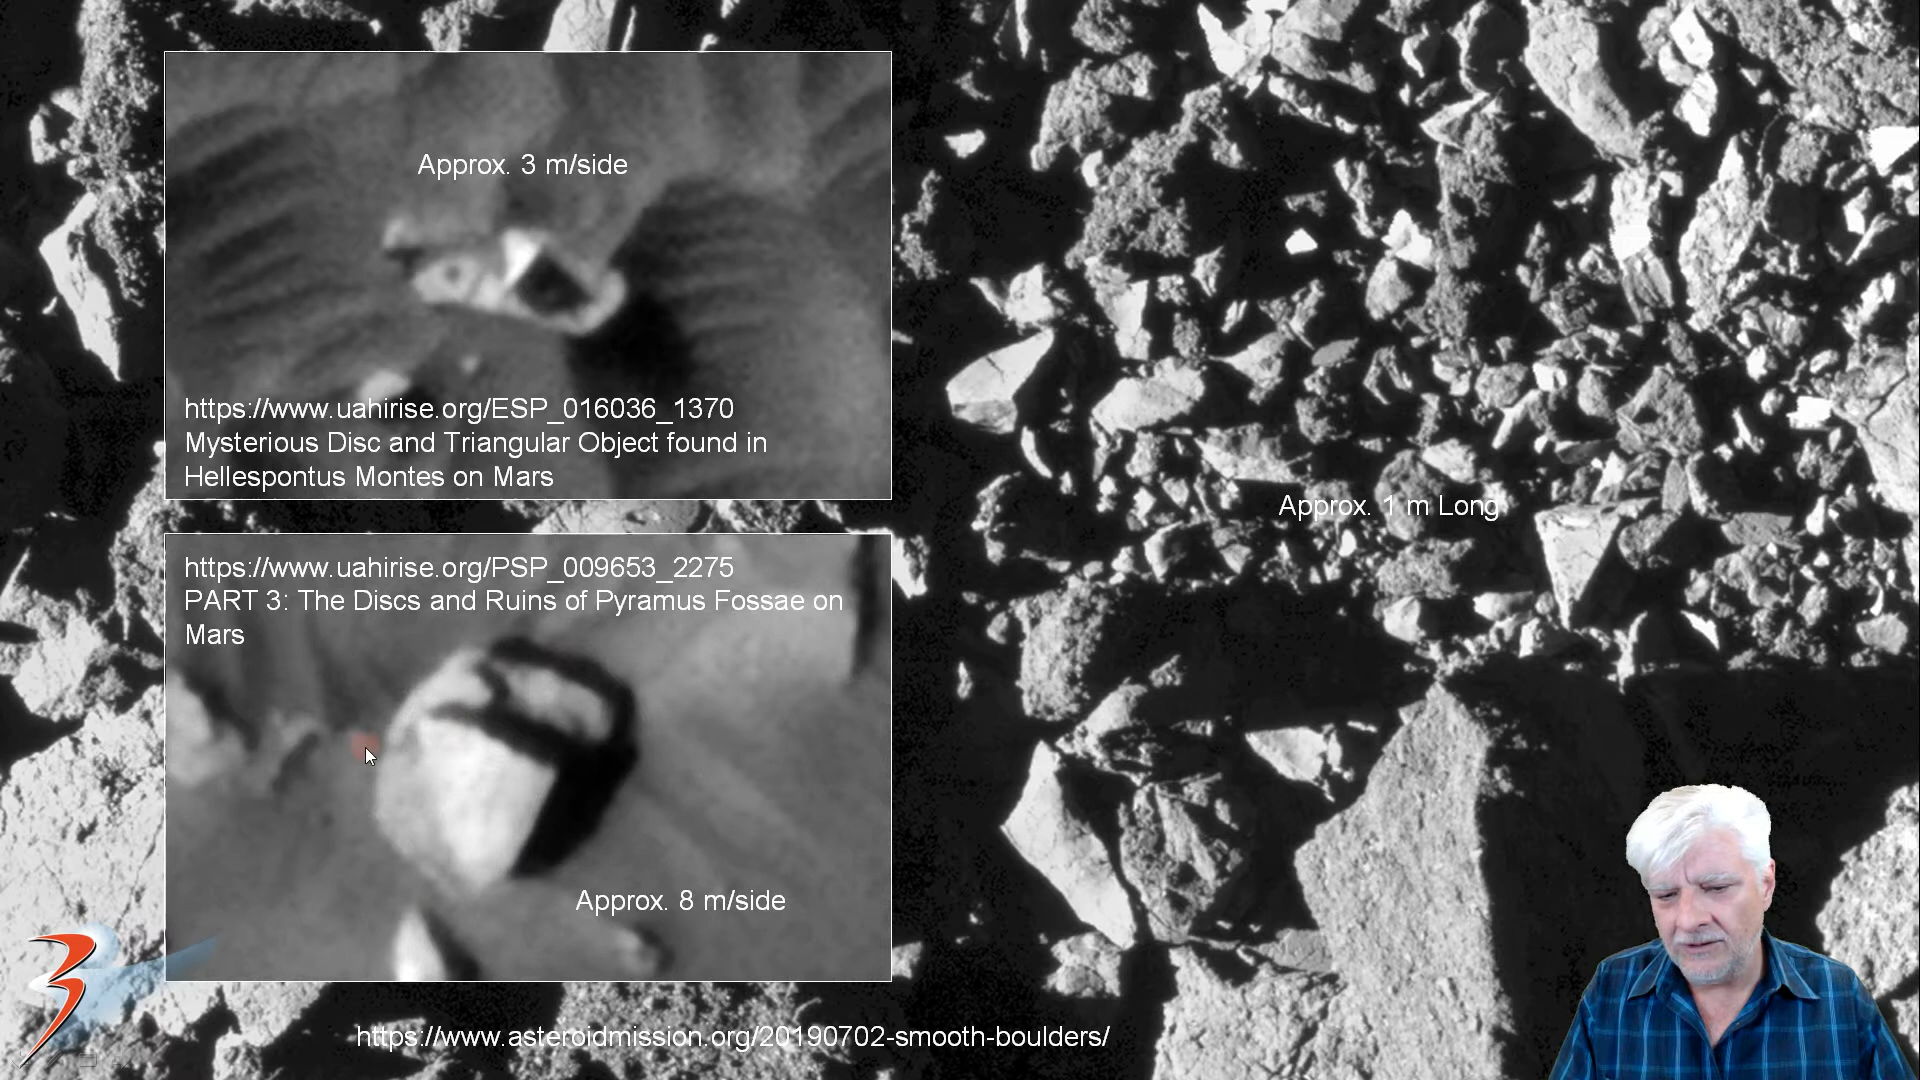 Approx. 3 m/side
https://www.uahirise.org/ESP_016036_1370
Mysterious Disc and Triangular Object found in
Hellespontus Montes on Mars
Approx. 1 m Long
https://www.uahirise.org/PSP_009653_2275
PART 3: The Discs and Ruins of Pyramus Fossae on
Mars
Approx. 8 m/side
https://www.asteroidmission.org/20190702-smooth-boulders/